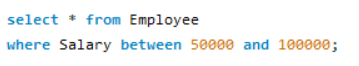 select * from Employee
where Salary between 50000 and 100000;